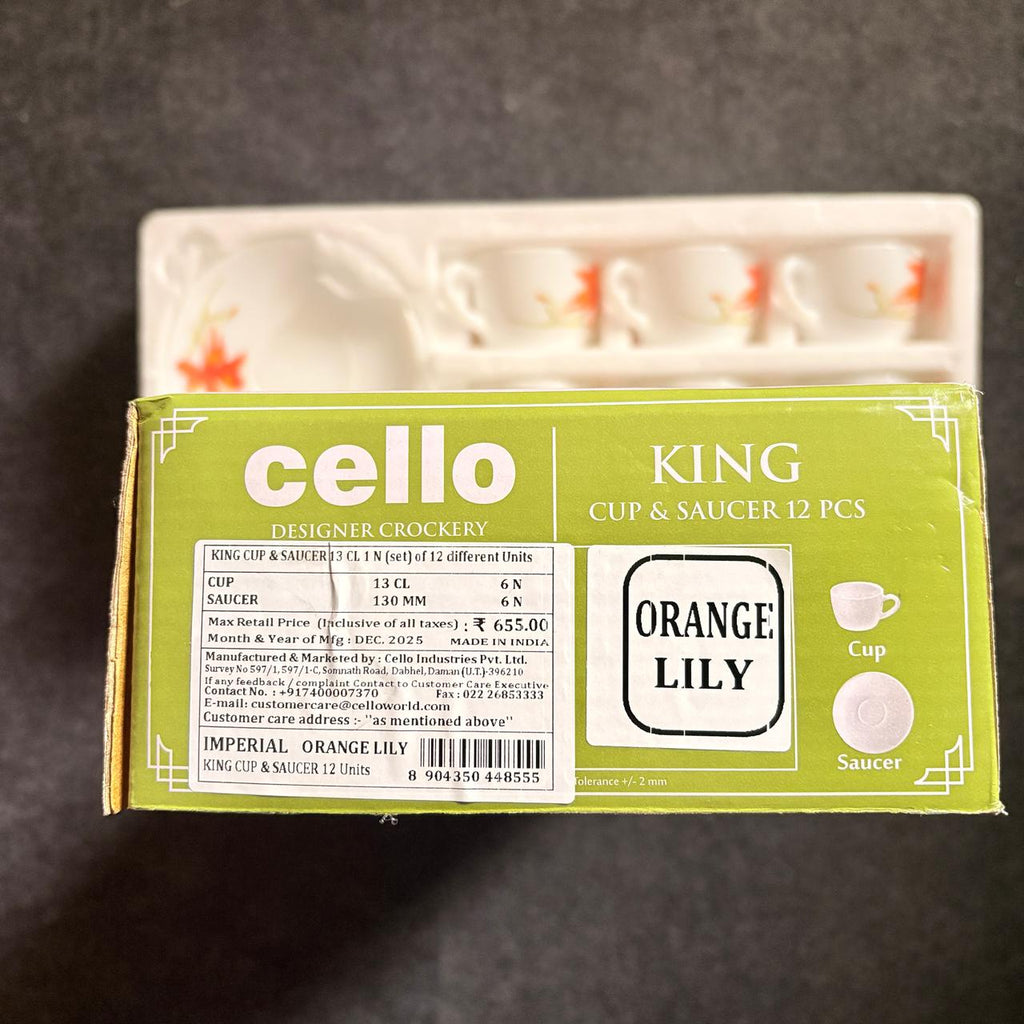 cello
DESIGNER CROCKERY
KING
CUP & SAUCER 12 PCS
KING CUP & SAUCER 13 CL 1 N (set) of 12 different Units
CUP 13 CL 6 N
SAUCER 130 MM 6 N
Max Retail Price (Inclusive of all taxes) : ₹ 655.00
Month & Year of Mfg : DEC. 2025 MADE IN INDIA
Manufactured & Marketed by : Cello Industries Pvt. Ltd.
Survey No 597/1, 597/1-C, Somnath Road, Dabhel, Daman (U.T.)-396210
If any feedback / complaint Contact to Customer Care Executive
Contact No. : +917400007370 Fax : 022 26853333
E-mail: customercare@celloworld.com
Customer care address :- "as mentioned above"
IMPERIAL ORANGE LILY
KING CUP & SAUCER 12 Units
8 904350 448555
ORANGE
LILY
Cup
Saucer
Tolerance +/- 2 mm